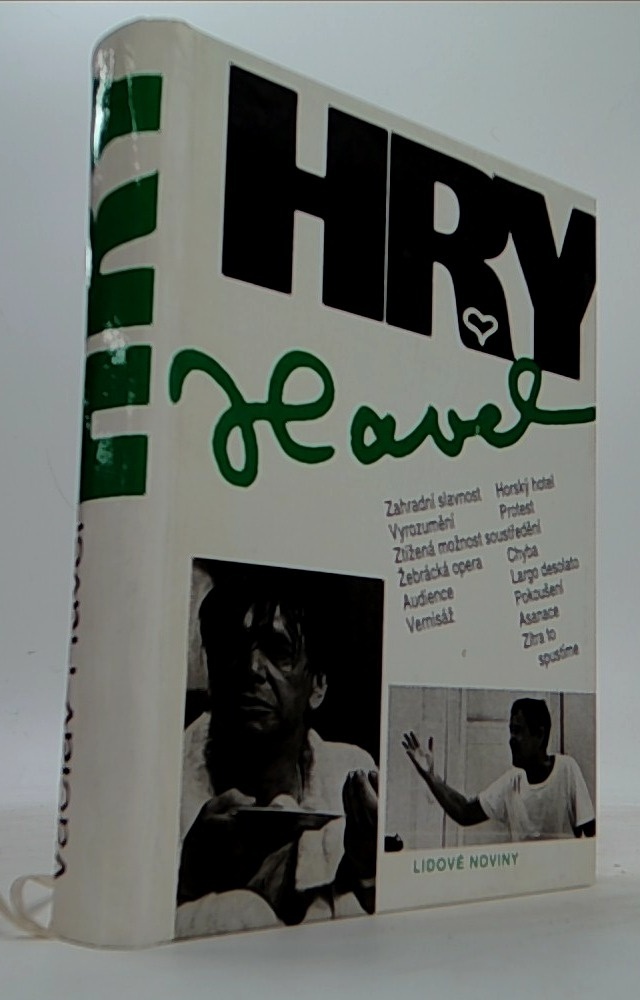 HRY
Havel
Zahradní slavnost
Vyrozumění
Ztížená možnost soustředění
Žebrácká opera
Audience
Vernisáž
Horský hotel
Protest
Chyba
Largo desolato
Pokoušení
Asanace
Zítra to
spustíme
LIDOVÉ NOVINY
HRY
Václav Havel